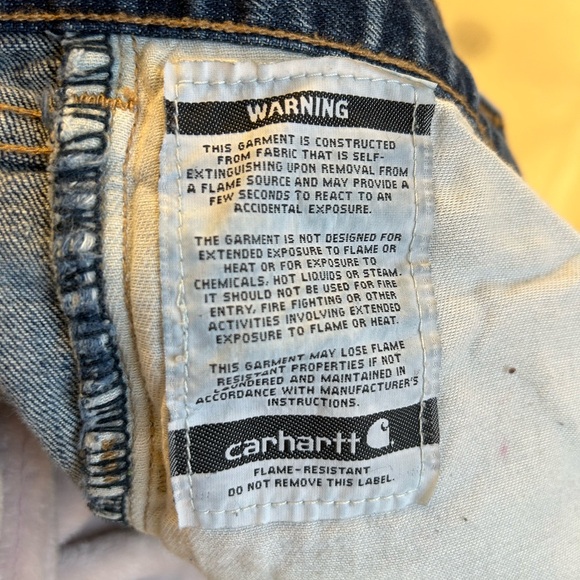 WARNING
THIS GARMENT IS CONSTRUCTED
FROM FABRIC THAT IS SELF-
EXTINGUISHING UPON REMOVAL FROM
A FLAME SOURCE AND MAY PROVIDE A
FEW SECONDS TO REACT TO AN
ACCIDENTAL EXPOSURE.
THE GARMENT IS NOT DESIGNED FOR
EXTENDED EXPOSURE TO FLAME OR
HEAT OR FOR EXPOSURE TO
CHEMICALS, HOT LIQUIDS OR STEAM.
IT SHOULD NOT BE USED FOR FIRE
ENTRY, FIRE FIGHTING OR OTHER
ACTIVITIES INVOLVING EXTENDED
EXPOSURE TO FLAME OR HEAT.
THIS GARMENT MAY LOSE FLAME
RESISTANT PROPERTIES IF NOT
LAUNDERED AND MAINTAINED IN
ACCORDANCE WITH MANUFACTURER'S
INSTRUCTIONS.
carhartt
FLAME-RESISTANT
DO NOT REMOVE THIS LABEL.